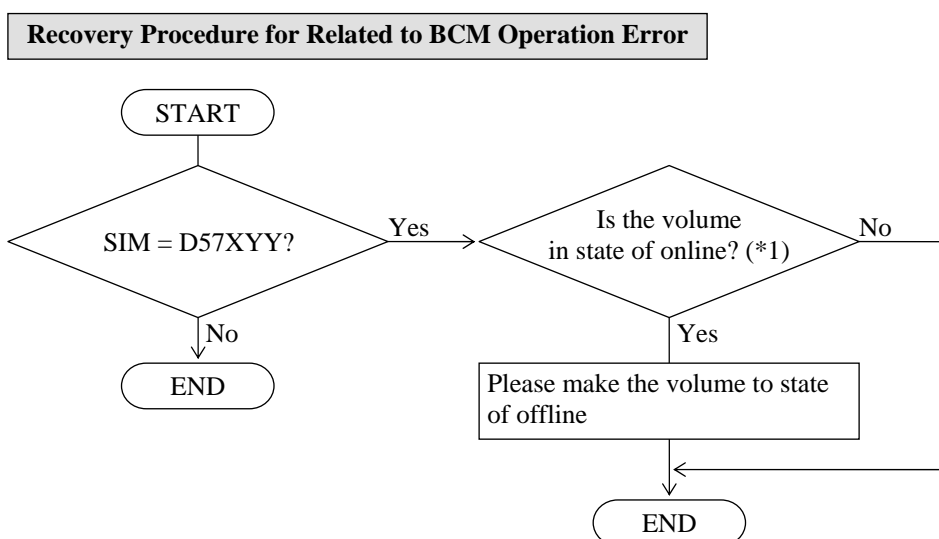 Recovery Procedure for Related to BCM Operation Error
START
SIM = D57XYY?
Yes
No
END
Is the volume
in state of online? (*1)
No
Yes
Please make the volume to state
of offline
END